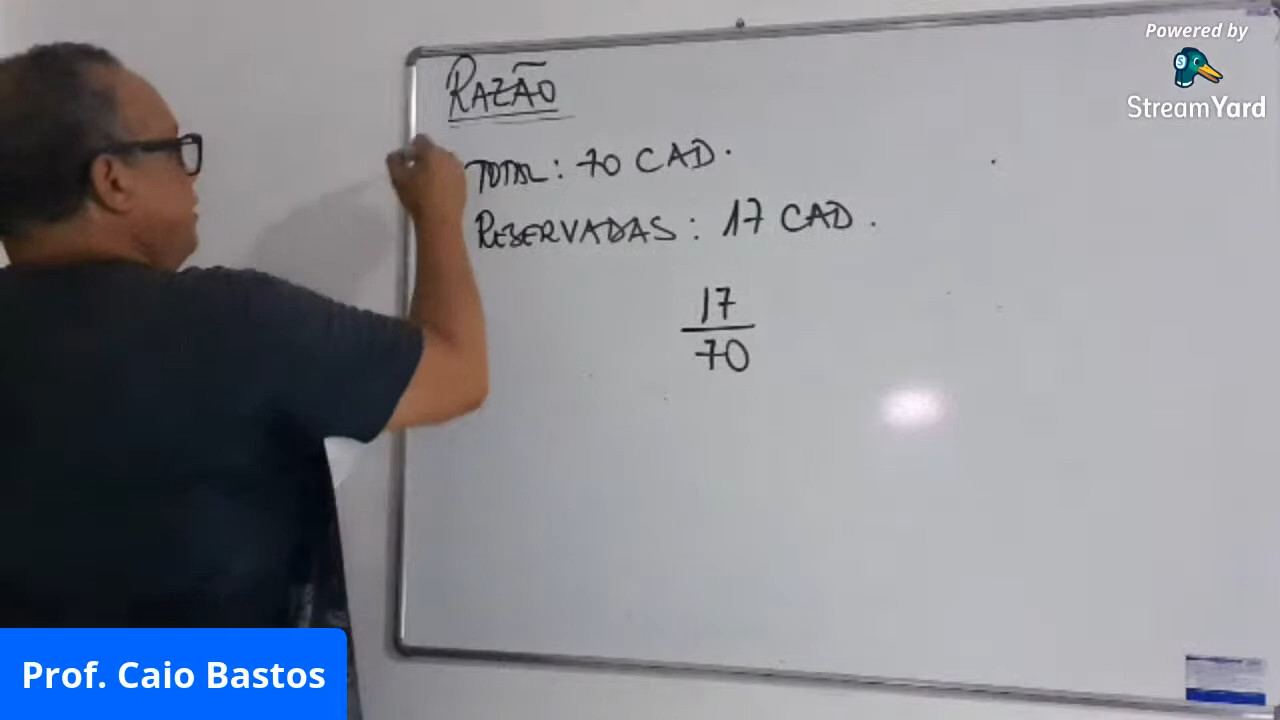 Powered by
StreamYard
RAZÃO
TOTAL: 70 CAD.
RESERVADAS: 17 CAD.
17
70
Prof. Caio Bastos